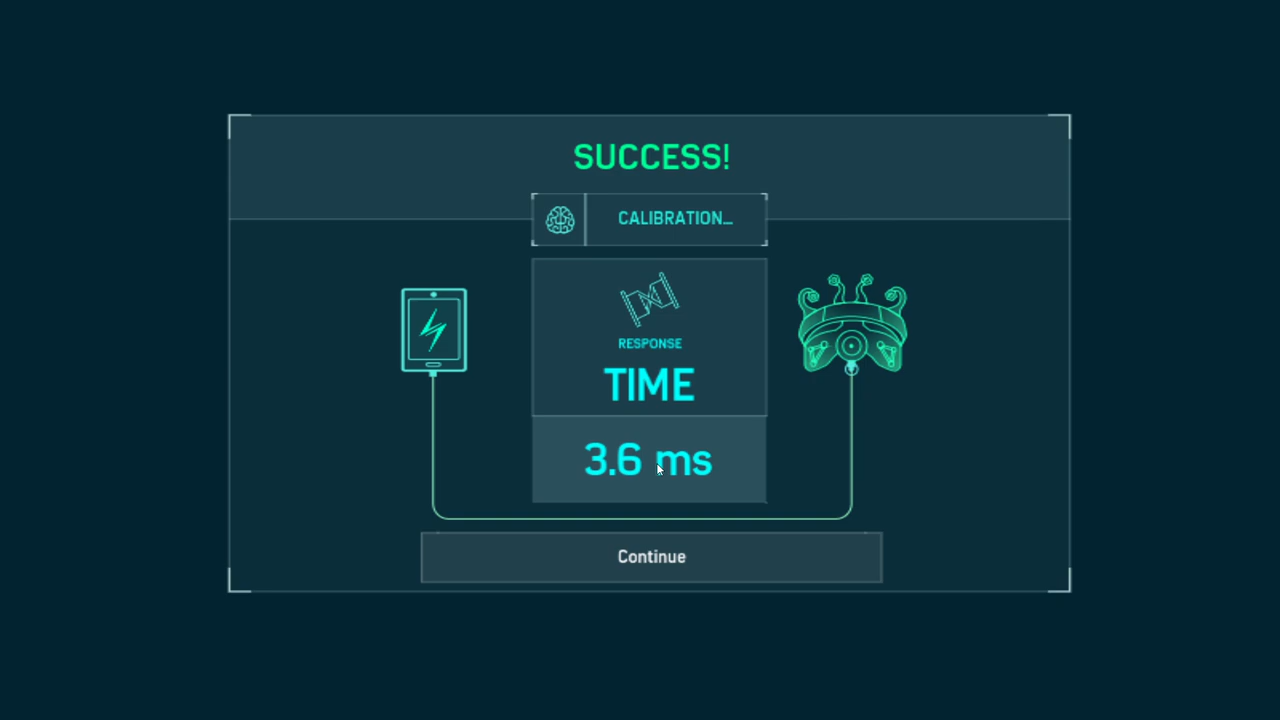 SUCCESS!
CALIBRATION_
RESPONSE
TIME
3.6 ms
Continue